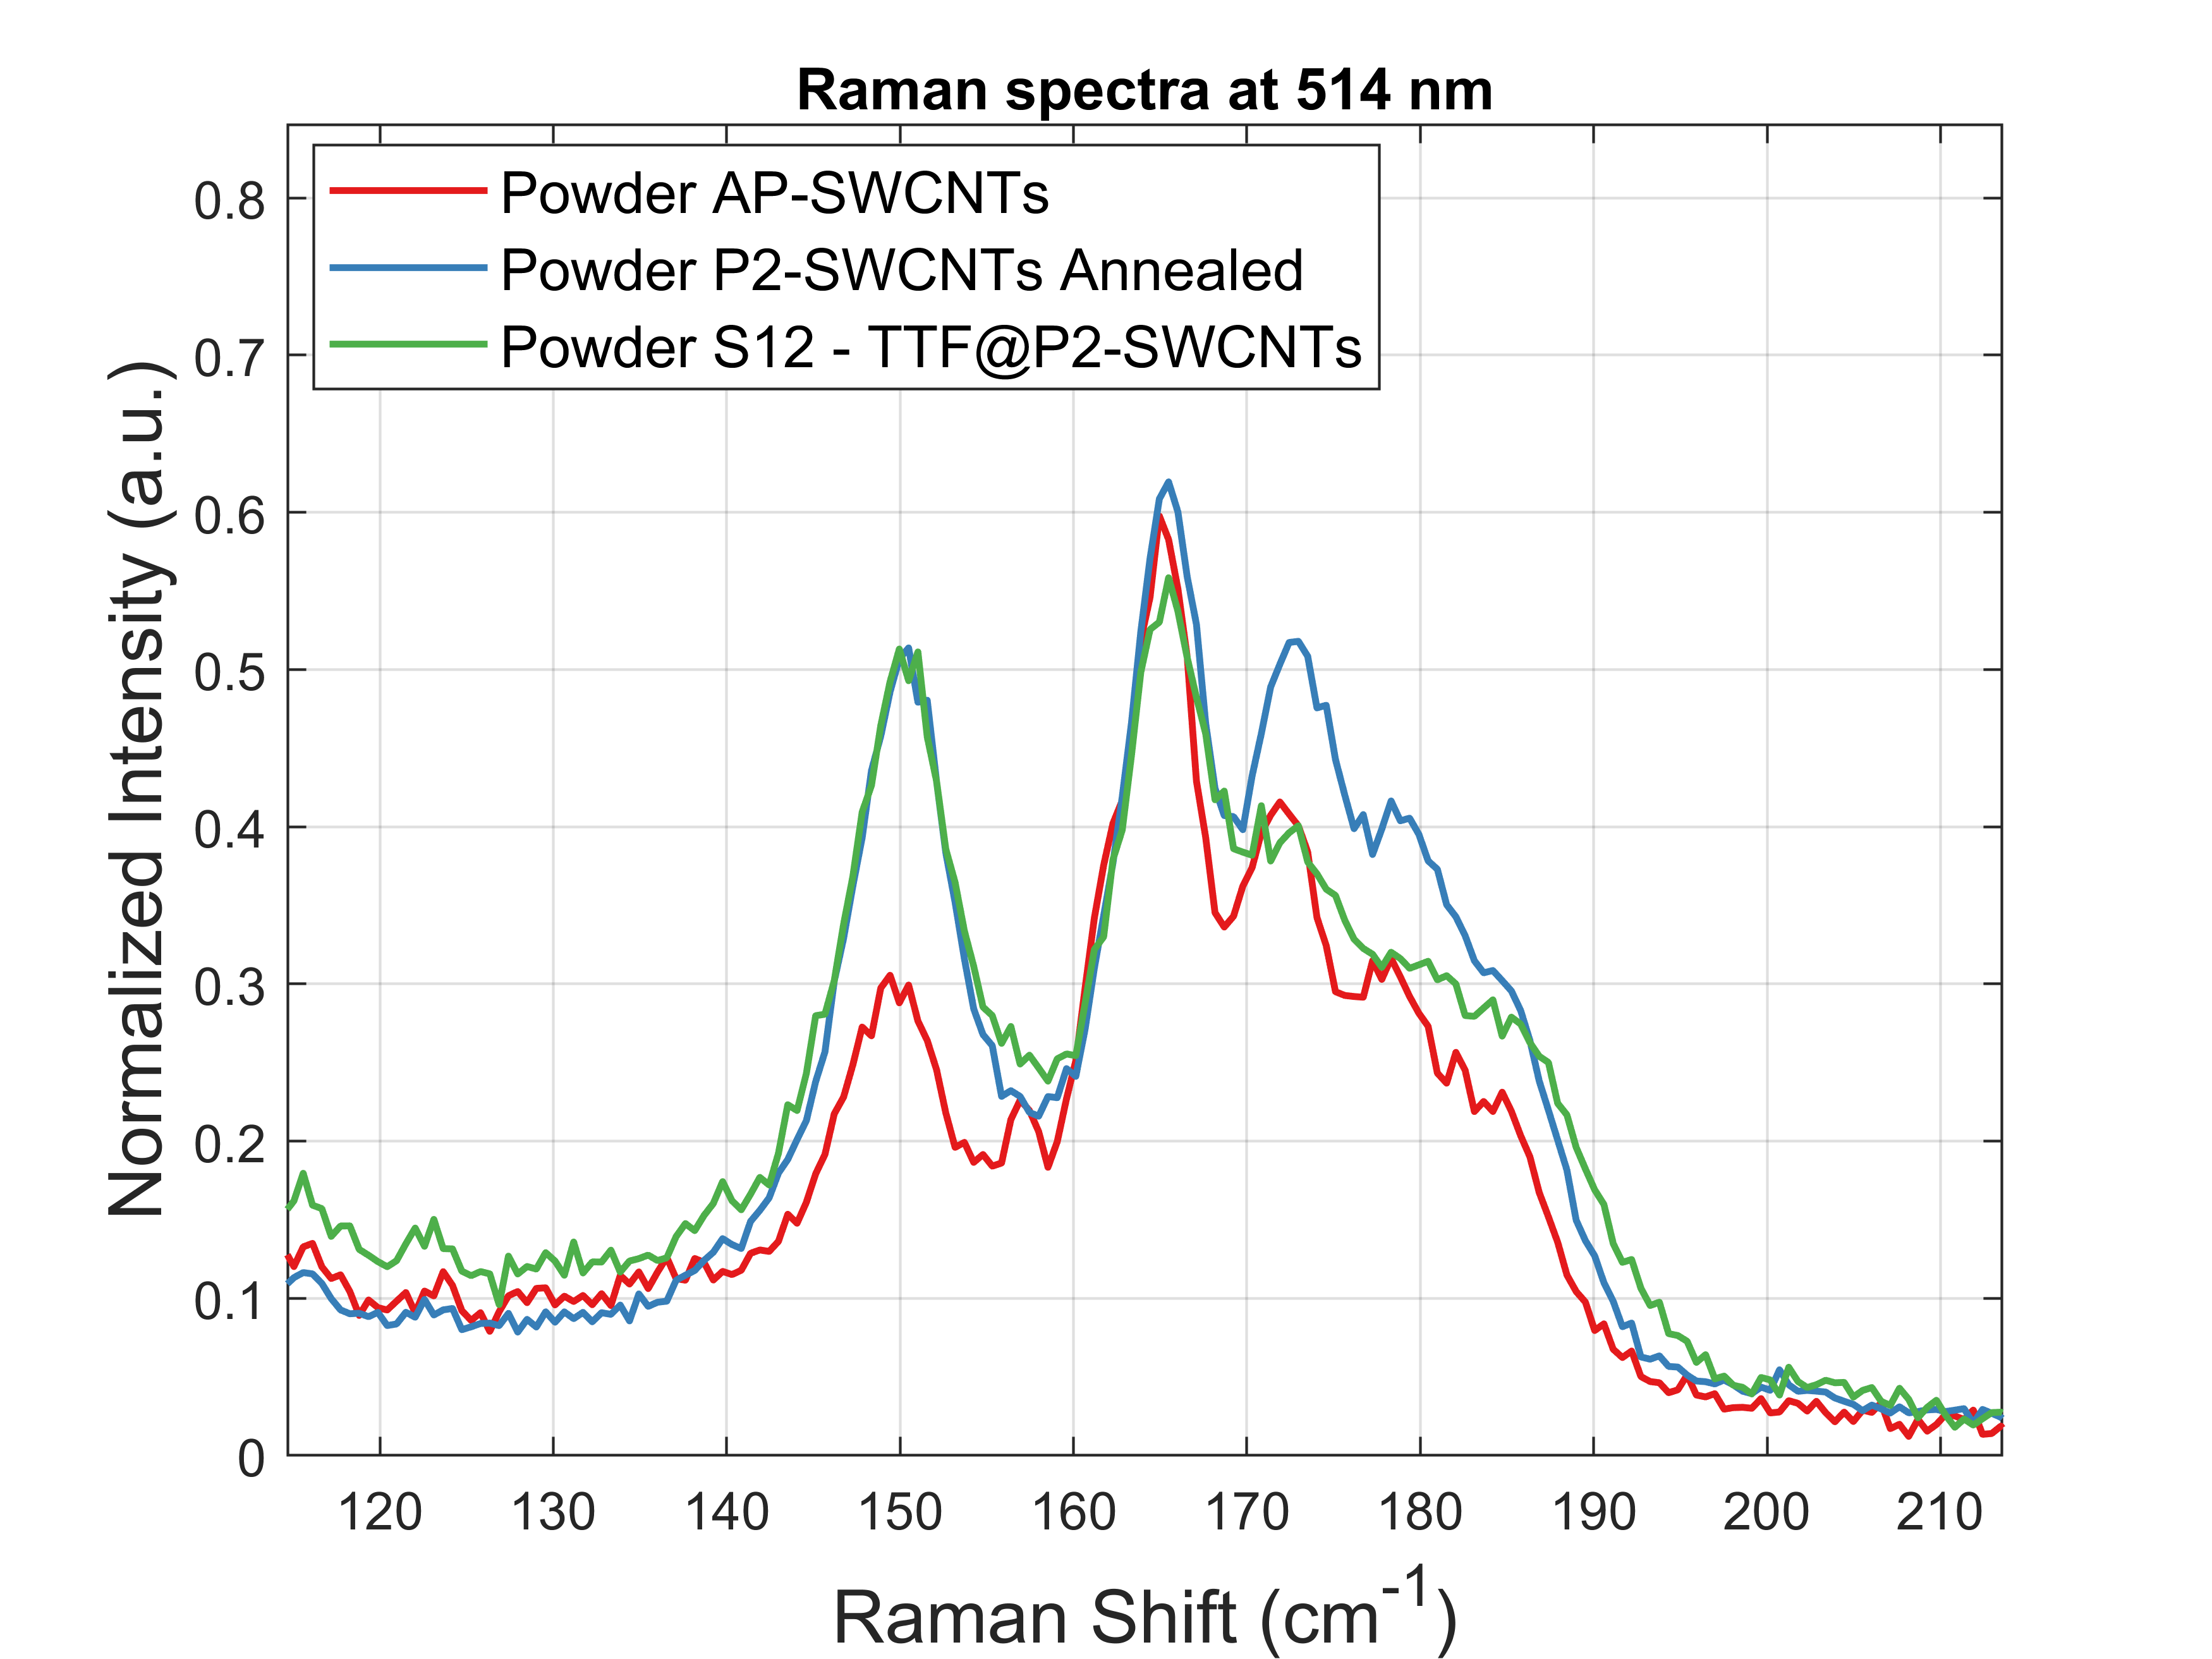 Raman spectra at 514 nm
Powder AP-SWCNTs
Powder P2-SWCNTs Annealed
Powder S12 - TTF@P2-SWCNTs
Normalized Intensity (a.u.)
0.8
0.7
0.6
0.5
0.4
0.3
0.2
0.1
0
120 130 140 150 160 170 180 190 200 210
Raman Shift (cm-1)